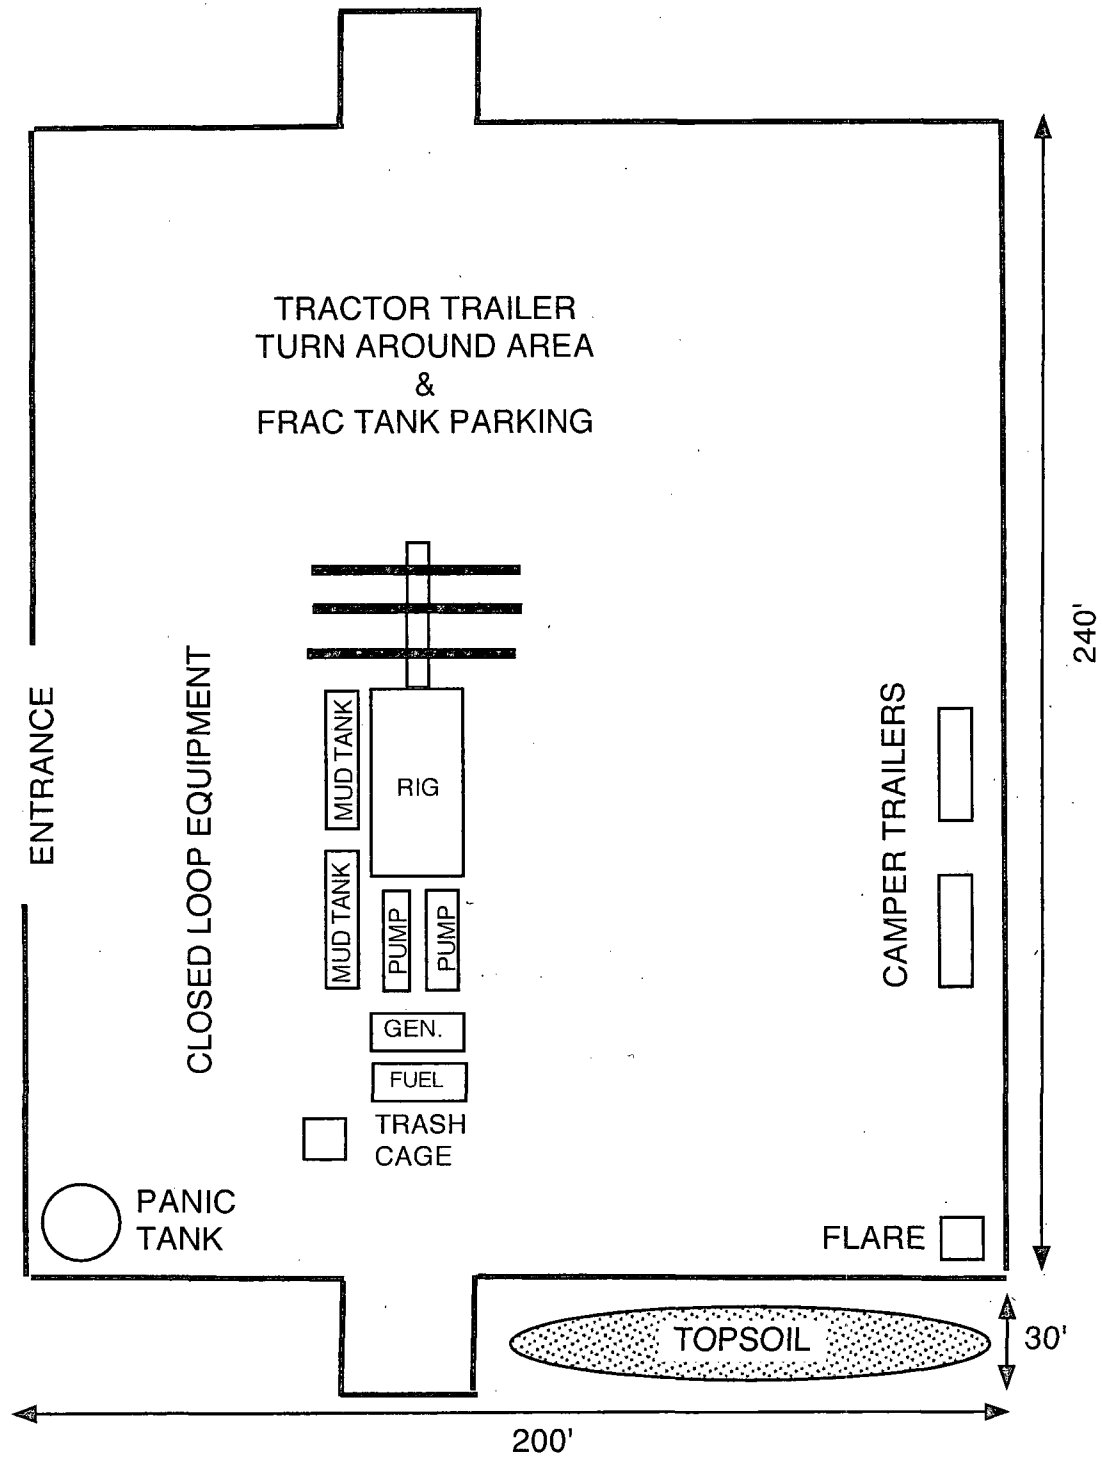 TRACTOR TRAILER
TURN AROUND AREA
&
FRAC TANK PARKING
240'
ENTRANCE
CLOSED LOOP EQUIPMENT
MUD TANK
RIG
CAMPER TRAILERS
MUD TANK
PUMP
PUMP
GEN.
FUEL
TRASH
CAGE
PANIC
TANK
FLARE
TOPSOIL
30'
200'